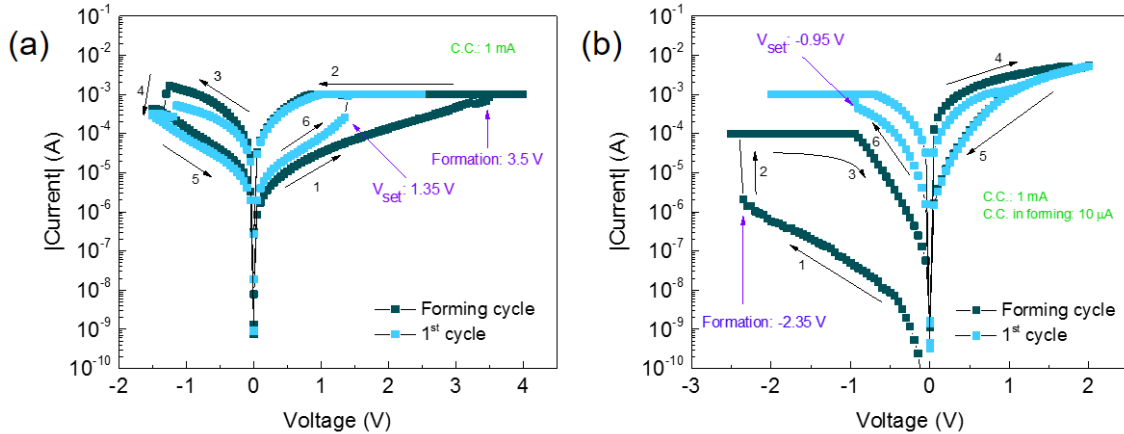 (a)
C.C.: 1 mA
3
2
4
6
5
1
Formation: 3.5 V
V_set: 1.35 V
Forming cycle
1^st cycle
|Current| (A)
10^-1
10^-2
10^-3
10^-4
10^-5
10^-6
10^-7
10^-8
10^-9
10^-10
-2 -1 0 1 2 3 4
Voltage (V)
(b)
V_set: -0.95 V
4
6
5
2
3
C.C.: 1 mA
C.C. in forming: 10 µA
1
Formation: -2.35 V
Forming cycle
1^st cycle
|Current| (A)
10^-1
10^-2
10^-3
10^-4
10^-5
10^-6
10^-7
10^-8
10^-9
10^-10
-3 -2 -1 0 1 2
Voltage (V)